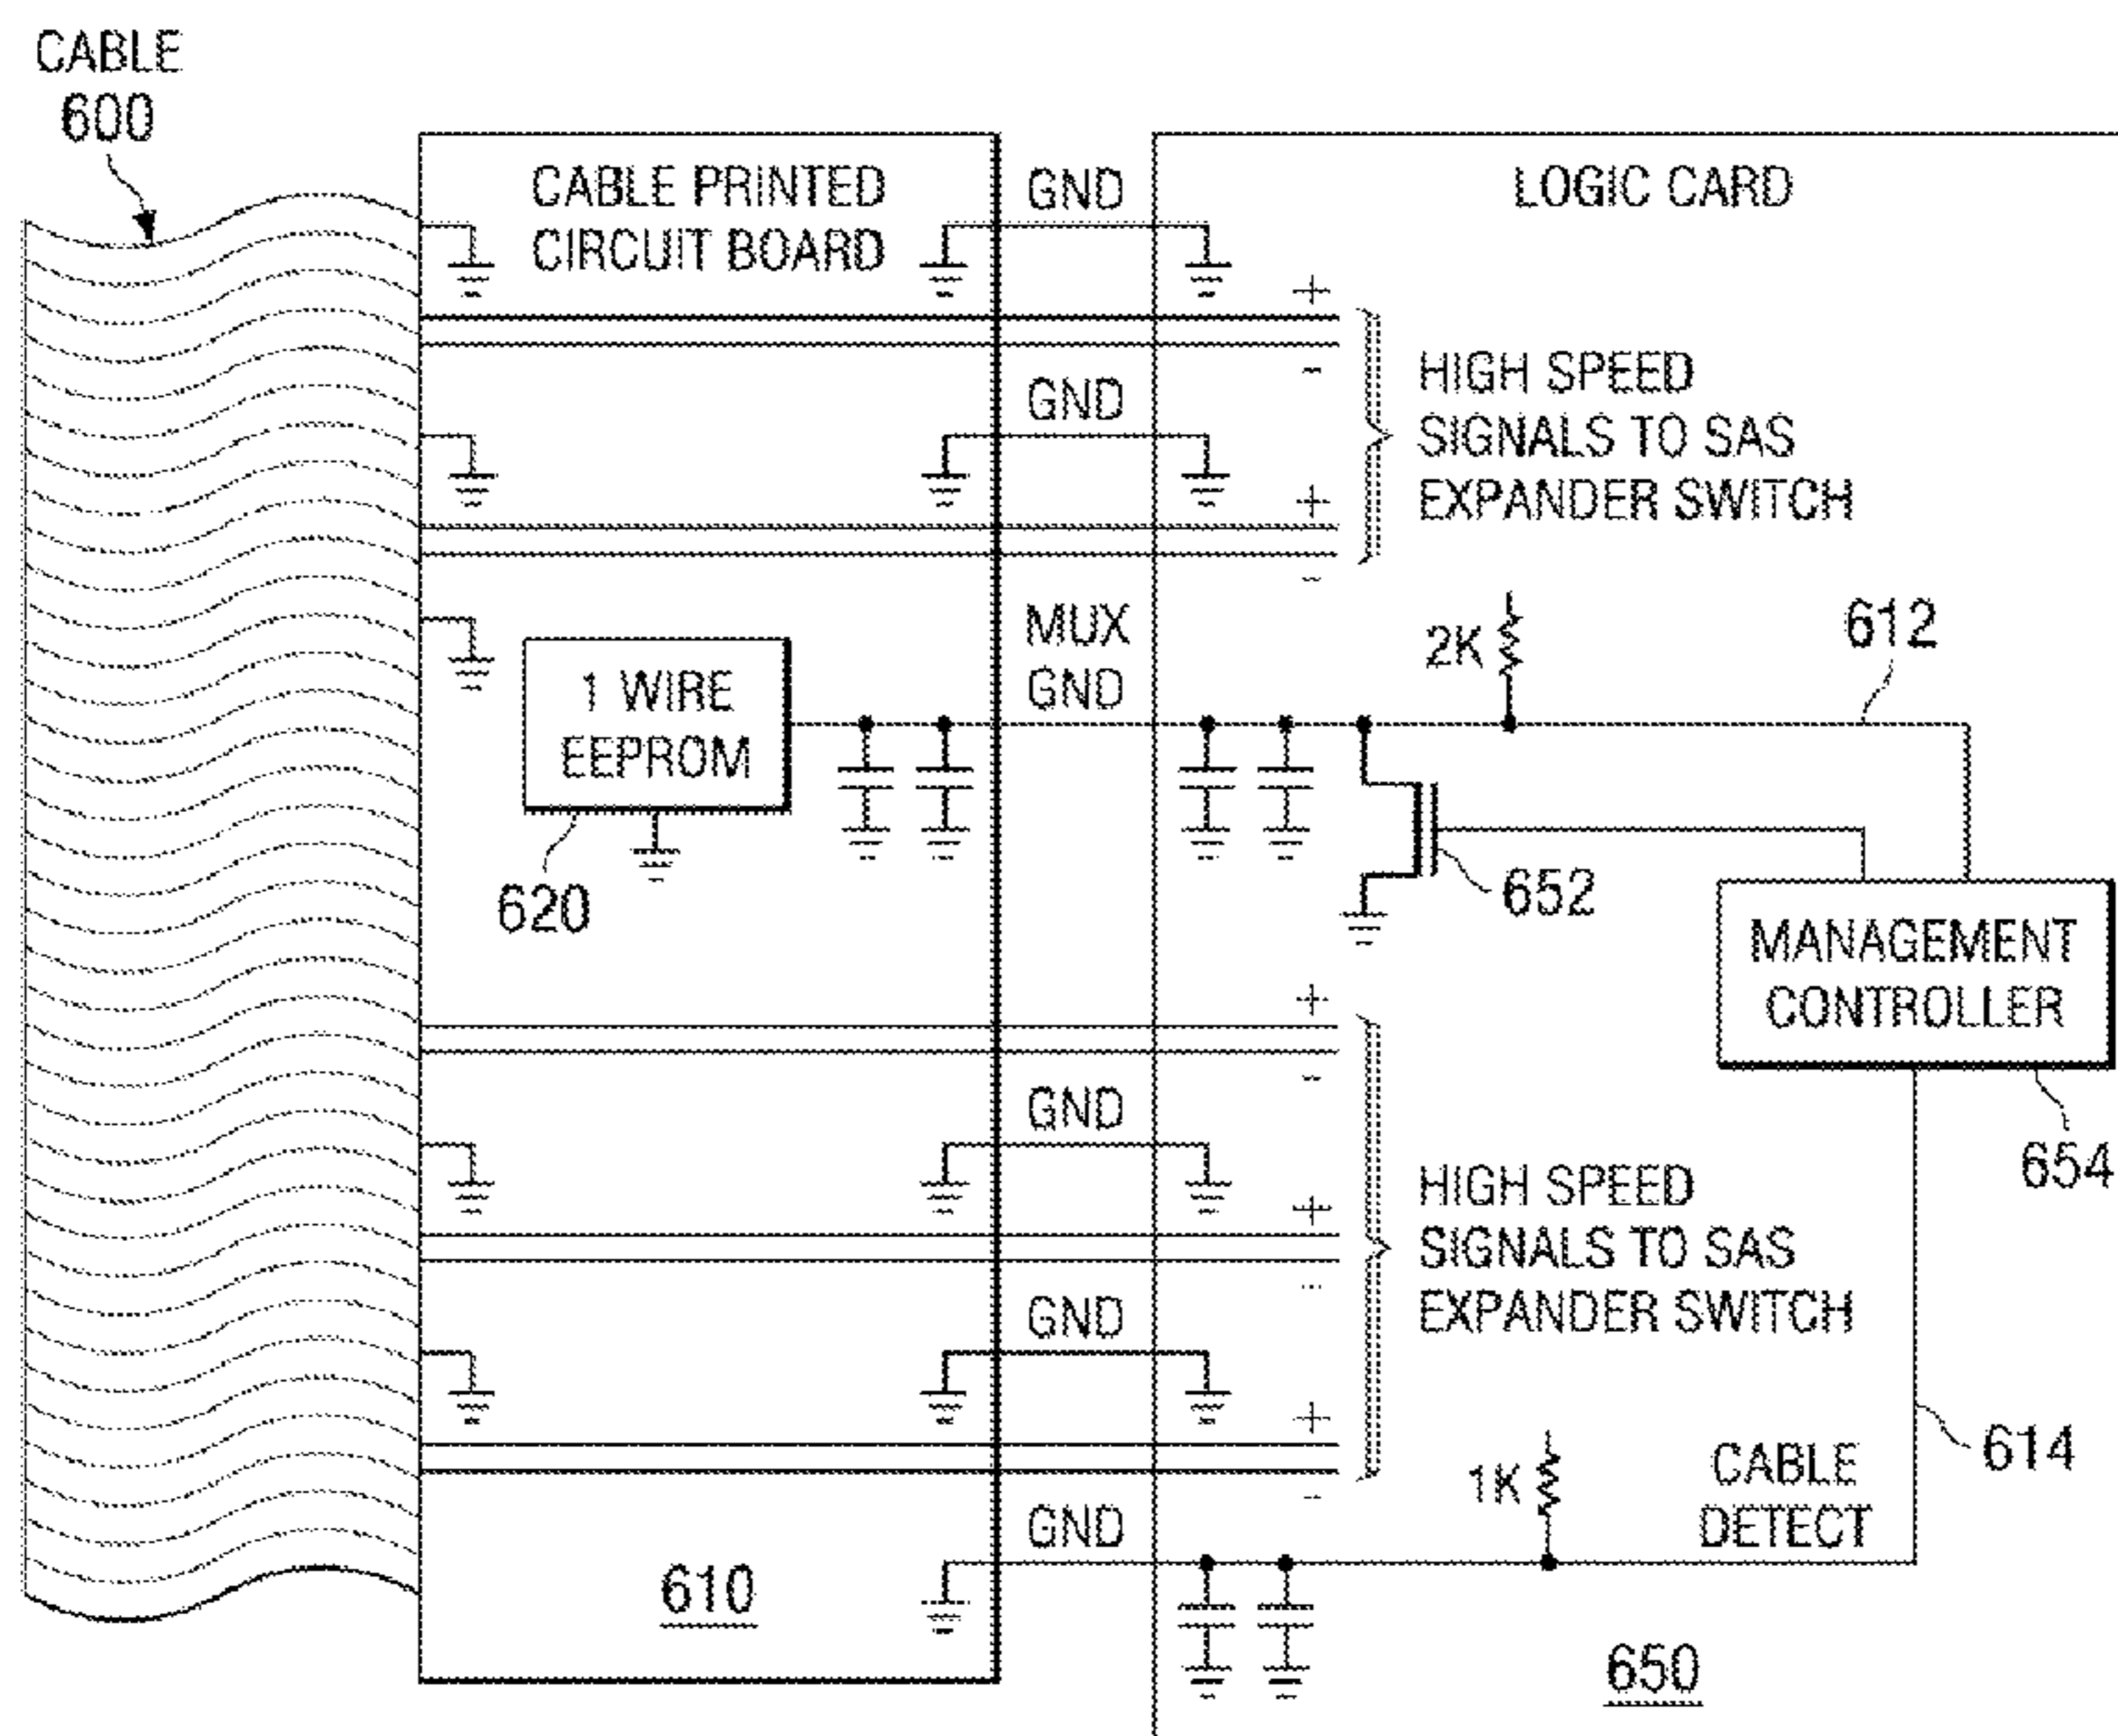 CABLE
600
CABLE PRINTED
CIRCUIT BOARD
GND
LOGIC CARD
+
-
GND
+
-
HIGH SPEED
SIGNALS TO SAS
EXPANDER SWITCH
MUX
GND
2K
612
1 WIRE
EEPROM
620
652
MANAGEMENT
CONTROLLER
654
+
-
GND
+
-
HIGH SPEED
SIGNALS TO SAS
EXPANDER SWITCH
GND
+
-
614
1K
CABLE
DETECT
GND
610
650